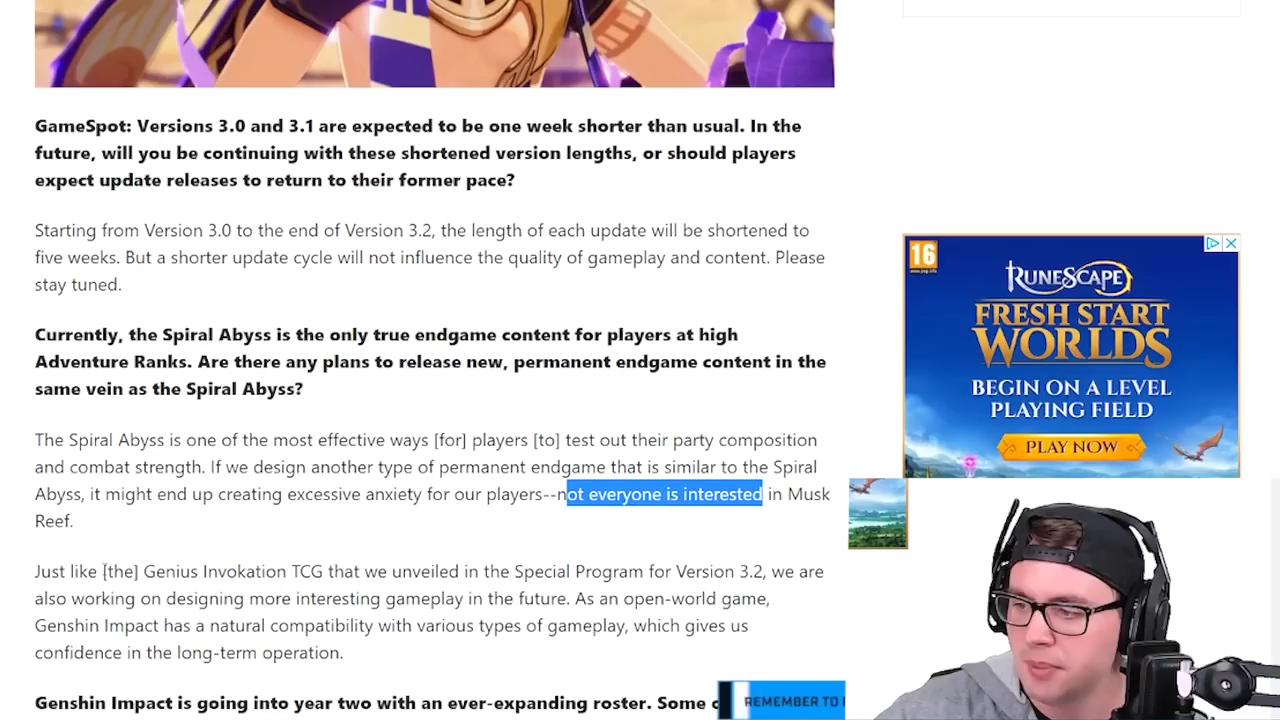 GameSpot: Versions 3.0 and 3.1 are expected to be one week shorter than usual. In the
future, will you be continuing with these shortened version lengths, or should players
expect update releases to return to their former pace?
Starting from Version 3.0 to the end of Version 3.2, the length of each update will be shortened to
five weeks. But a shorter update cycle will not influence the quality of gameplay and content. Please
stay tuned.
Currently, the Spiral Abyss is the only true endgame content for players at high
Adventure Ranks. Are there any plans to release new, permanent endgame content in the
same vein as the Spiral Abyss?
The Spiral Abyss is one of the most effective ways [for] players [to] test out their party composition
and combat strength. If we design another type of permanent endgame that is similar to the Spiral
Abyss, it might end up creating excessive anxiety for our players--not everyone is interested in Musk
Reef.
Just like [the] Genius Invokation TCG that we unveiled in the Special Program for Version 3.2, we are
also working on designing more interesting gameplay in the future. As an open-world game,
Genshin Impact has a natural compatibility with various types of gameplay, which gives us
confidence in the long-term operation.
Genshin Impact is going into year two with an ever-expanding roster. Some
16
RUNESCAPE
FRESH START
WORLDS
BEGIN ON A LEVEL
PLAYING FIELD
PLAY NOW
REMEMBER TO